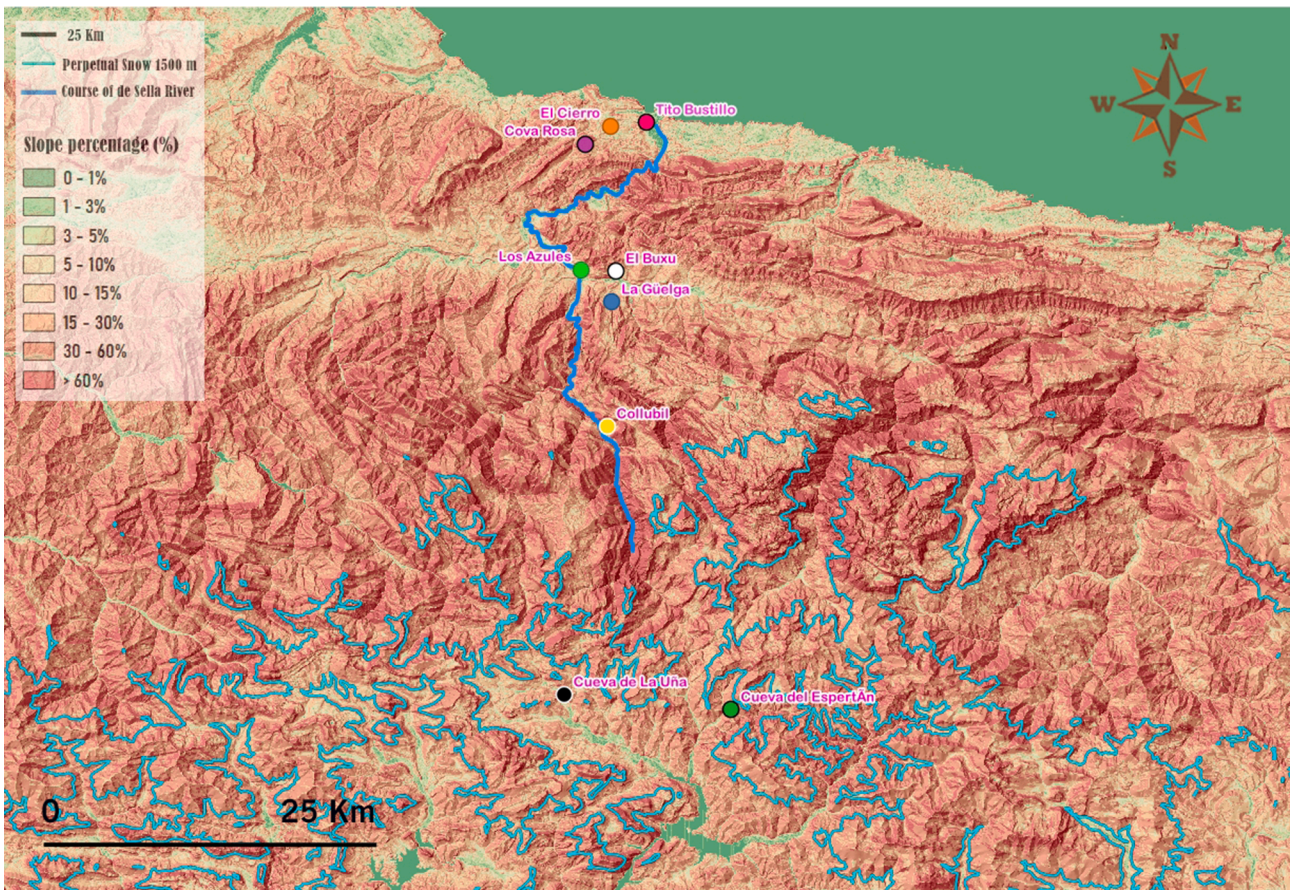 25 Km
Perpetual Snow 1500 m
Course of de Sella River
Slope percentage (%)
0 - 1%
1 - 3%
3 - 5%
5 - 10%
10 - 15%
15 - 30%
30 - 60%
> 60%
N
W E
S
Tito Bustillo
El Cierro
Cova Rosa
Los Azules
El Buxu
La Güelga
Collubil
Cueva de La Uña
Cueva del EspertÁn
0 25 Km